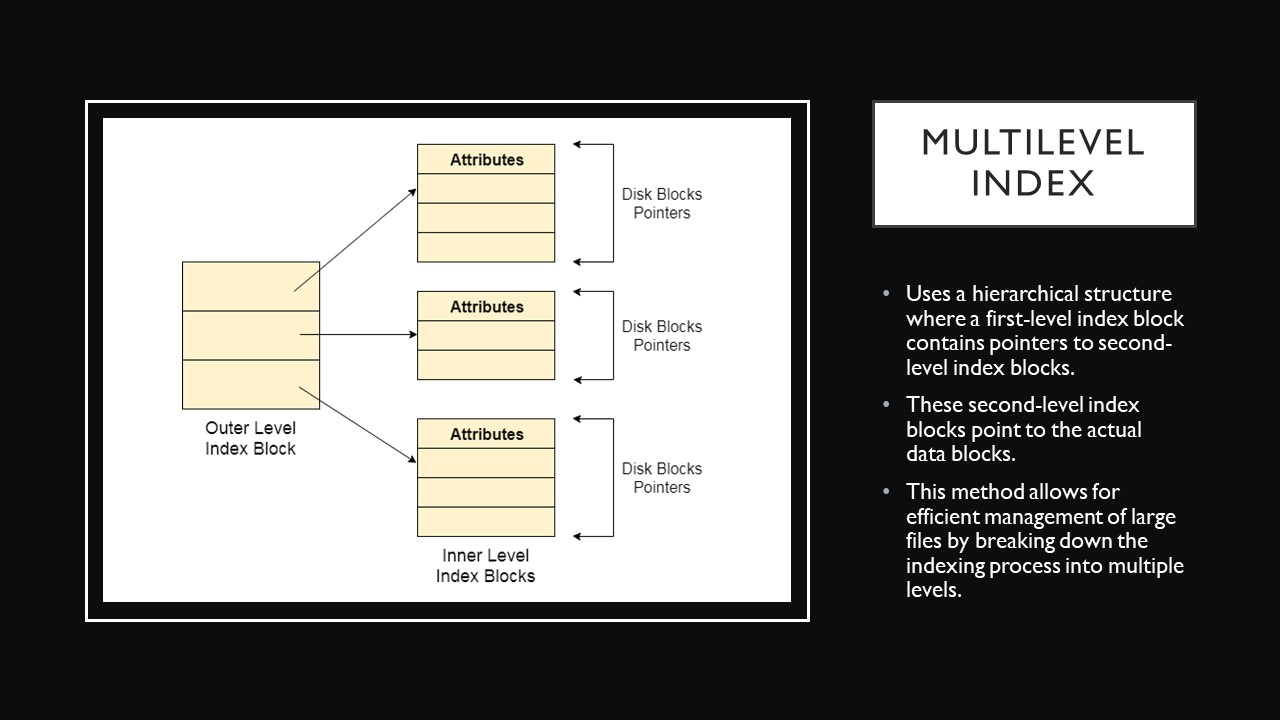 MULTILEVEL
INDEX
Attributes
Disk Blocks
Pointers
Attributes
Disk Blocks
Pointers
Outer Level
Index Block
Attributes
Disk Blocks
Pointers
Inner Level
Index Blocks
• Uses a hierarchical structure
where a first-level index block
contains pointers to second-
level index blocks.
• These second-level index
blocks point to the actual
data blocks.
• This method allows for
efficient management of large
files by breaking down the
indexing process into multiple
levels.